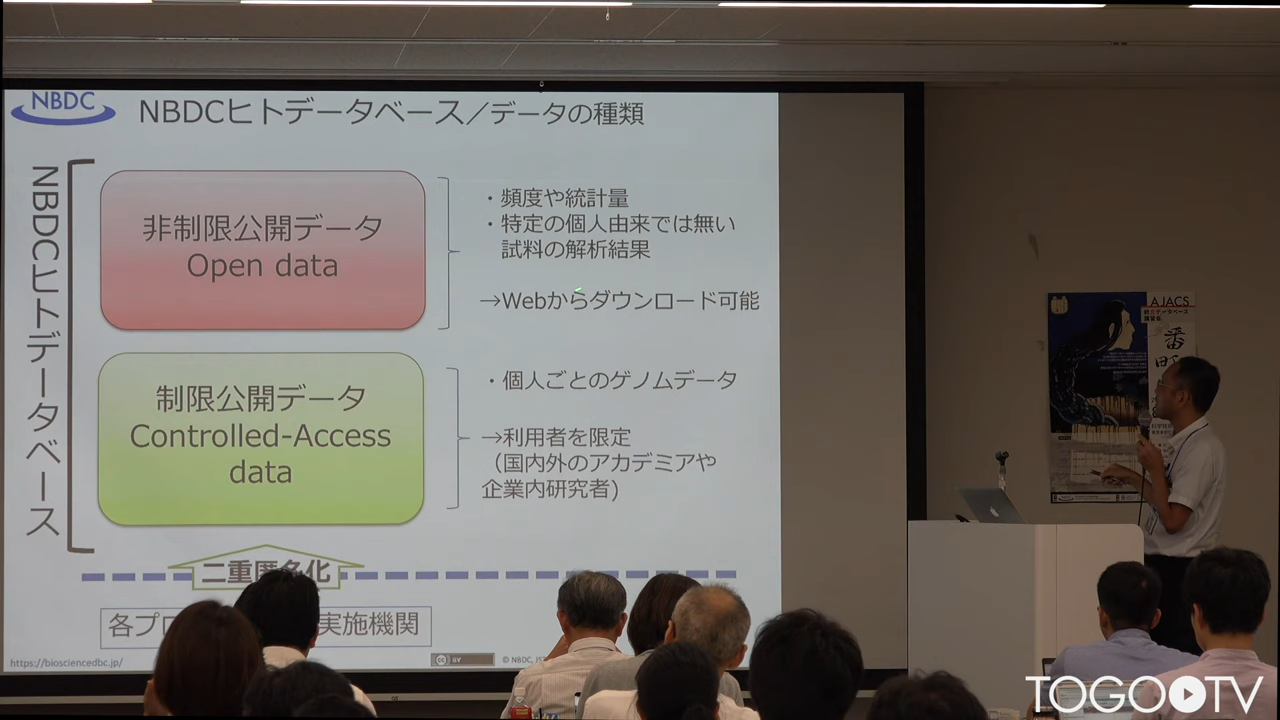 NBDC
NBDCヒトデータベース／データの種類
NBDCヒトデータベース
非制限公開データ
Open data
・頻度や統計量
・特定の個人由来では無い
試料の解析結果
→Webからダウンロード可能
制限公開データ
Controlled-Access
data
・個人ごとのゲノムデータ
→利用者を限定
（国内外のアカデミアや
企業内研究者)
二重匿名化
各プロ
実施機関
https://biosciencedbc.jp/
cc BY
© NBDC,
AJACS
番町
TOGO TV